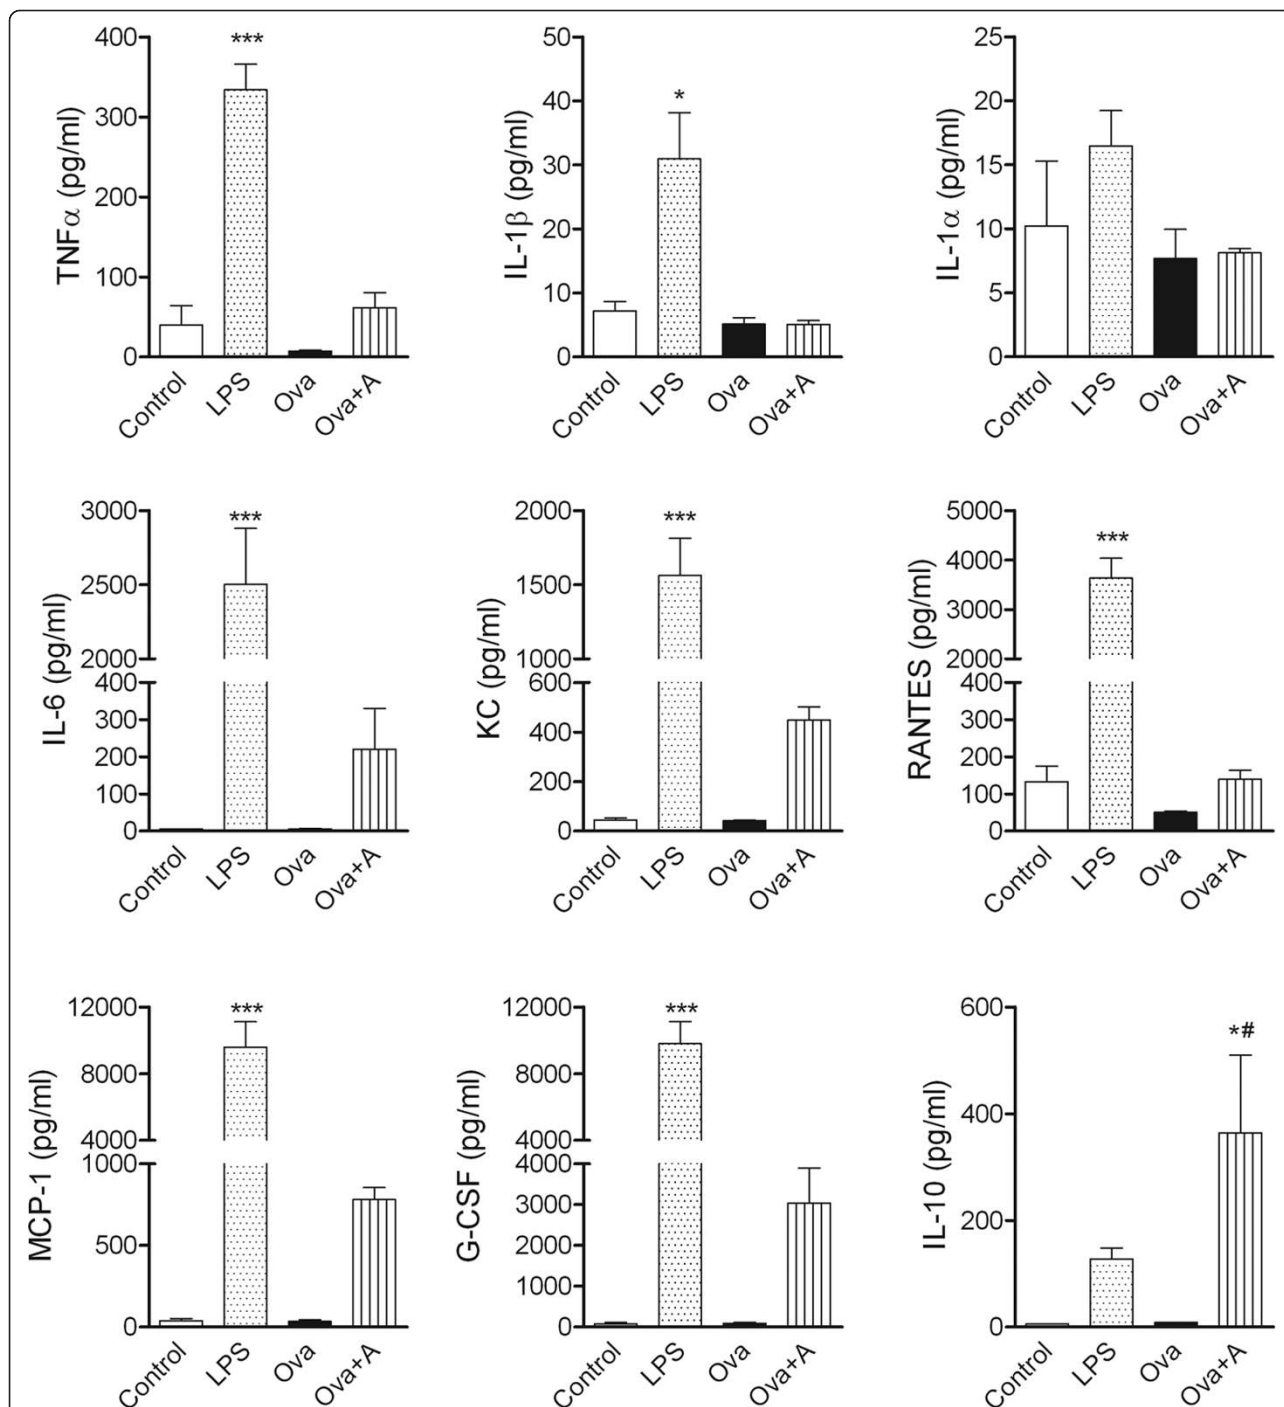 TNFα (pg/ml)
400
300
200
100
0
***
Control
LPS
Ova
Ova+A
IL-1β (pg/ml)
50
40
30
20
10
0
*
Control
LPS
Ova
Ova+A
IL-1α (pg/ml)
25
20
15
10
5
0
Control
LPS
Ova
Ova+A
IL-6 (pg/ml)
3000
2500
2000
400
300
200
100
0
***
Control
LPS
Ova
Ova+A
KC (pg/ml)
2000
1500
1000
600
400
200
0
***
Control
LPS
Ova
Ova+A
RANTES (pg/ml)
5000
4000
3000
2000
400
300
200
100
0
***
Control
LPS
Ova
Ova+A
MCP-1 (pg/ml)
12000
8000
4000
1000
500
0
***
Control
LPS
Ova
Ova+A
G-CSF (pg/ml)
12000
8000
4000
4000
3000
2000
1000
0
***
Control
LPS
Ova
Ova+A
IL-10 (pg/ml)
600
400
200
0
*#
Control
LPS
Ova
Ova+A